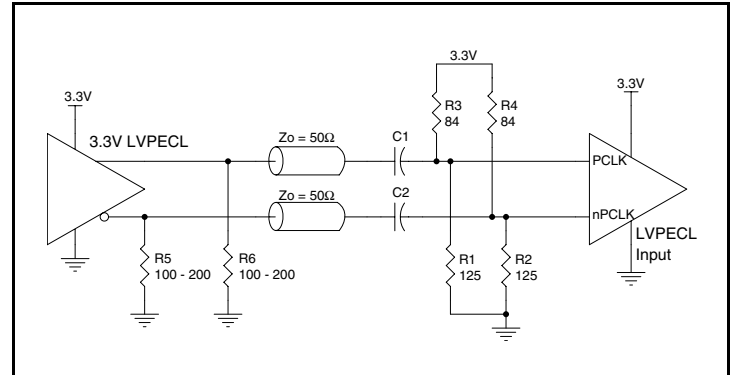 3.3V
3.3V LVPECL
R5
100 - 200
R6
100 - 200
Zo = 50Ω
Zo = 50Ω
C1
C2
3.3V
R3
84
R4
84
R1
125
R2
125
3.3V
PCLK
nPCLK
LVPECL
Input